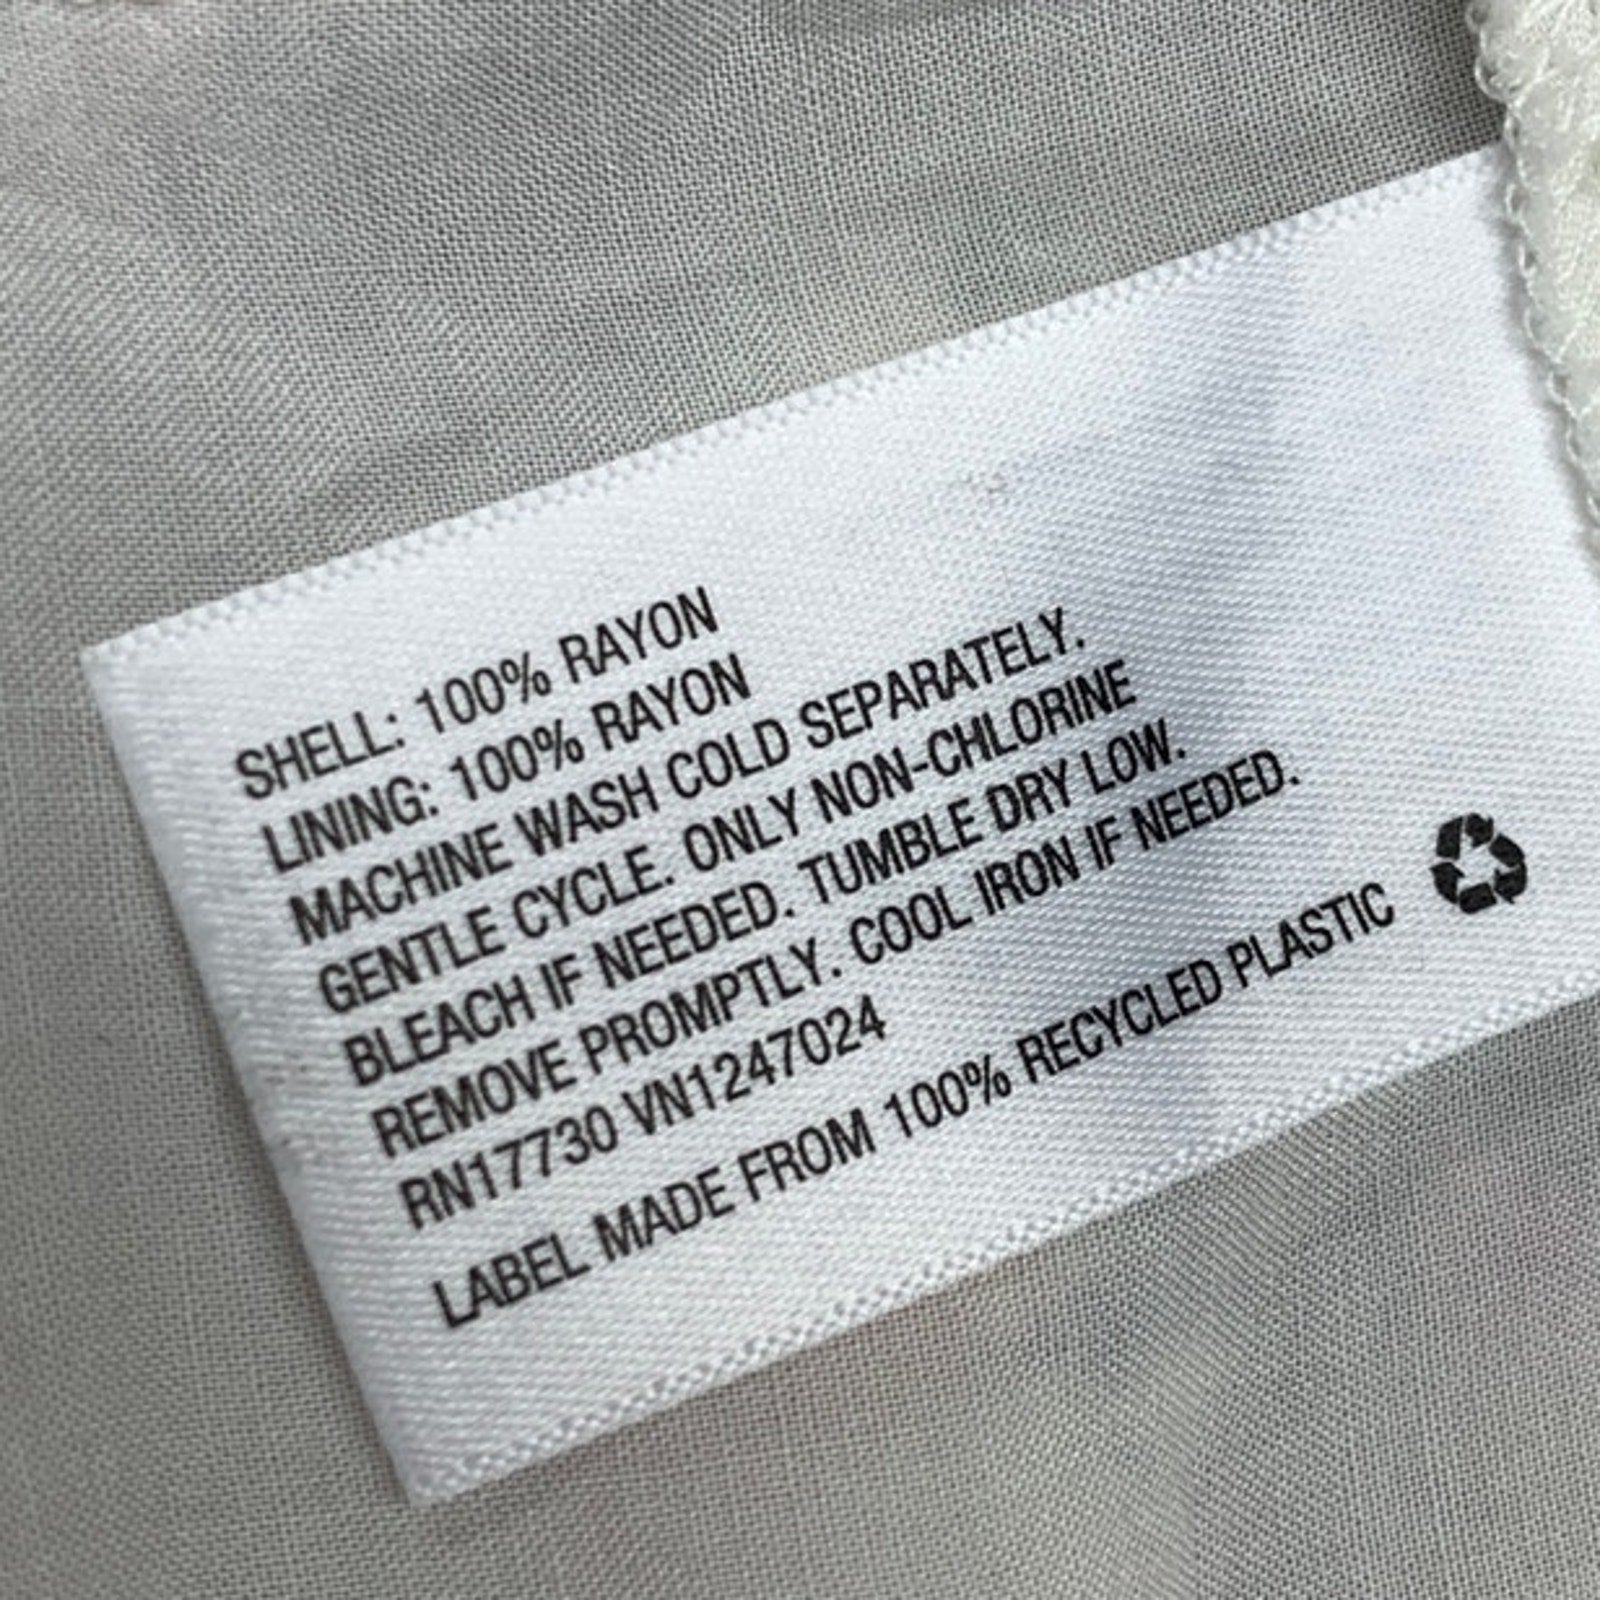 SHELL: 100% RAYON
LINING: 100% RAYON
MACHINE WASH COLD SEPARATELY.
GENTLE CYCLE. ONLY NON-CHLORINE
BLEACH IF NEEDED. TUMBLE DRY LOW.
REMOVE PROMPTLY. COOL IRON IF NEEDED.
RN17730 VN1247024
LABEL MADE FROM 100% RECYCLED PLASTIC